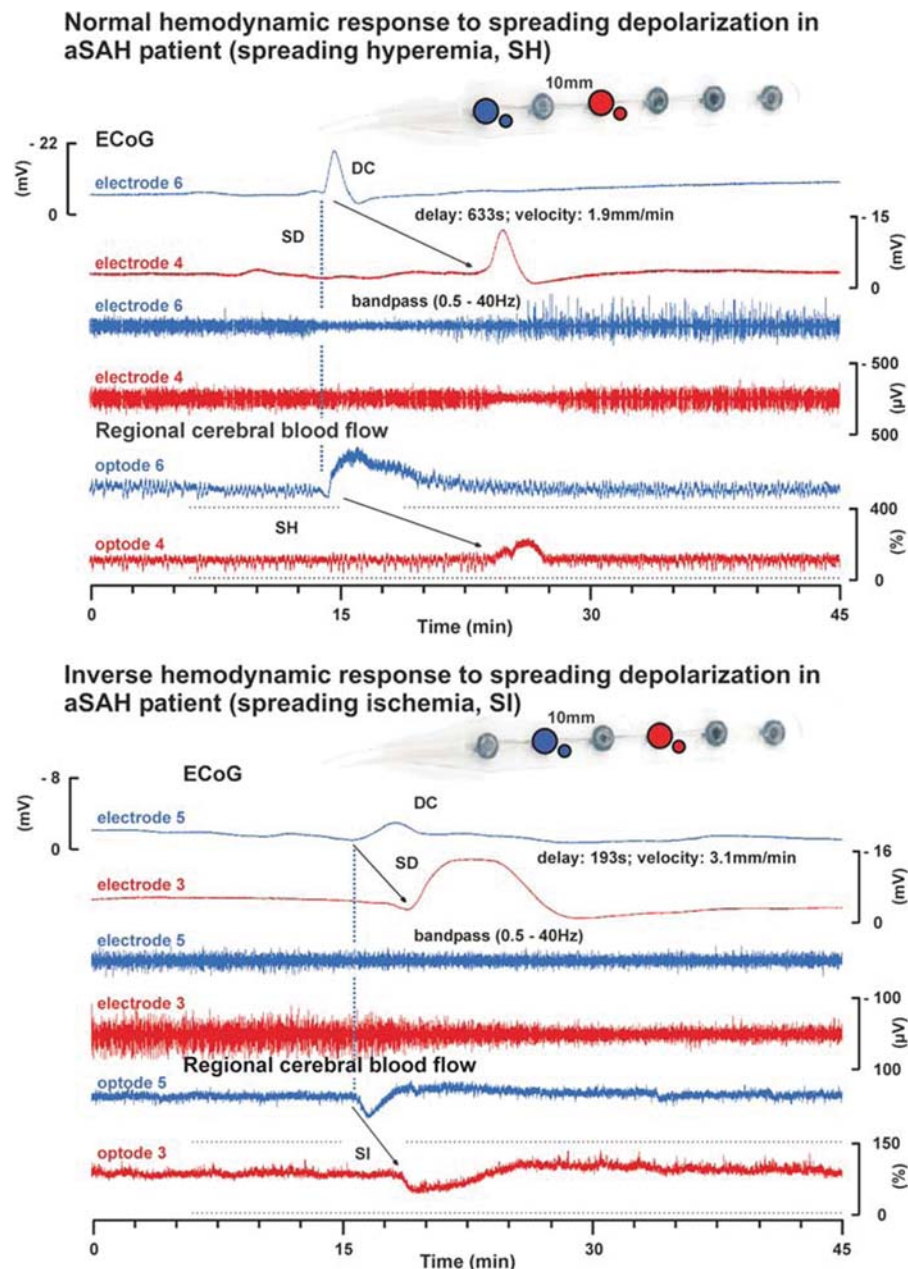 Normal hemodynamic response to spreading depolarization in
aSAH patient (spreading hyperemia, SH)
10mm
ECoG
- 22
(mV)
0
electrode 6
DC
delay: 633s; velocity: 1.9mm/min
SD
- 15
(mV)
0
electrode 4
bandpass (0.5 - 40Hz)
electrode 6
electrode 4
- 500
(µV)
500
Regional cerebral blood flow
optode 6
SH
400
(%)
0
optode 4
0 15 30 45
Time (min)
Inverse hemodynamic response to spreading depolarization in
aSAH patient (spreading ischemia, SI)
10mm
ECoG
- 8
(mV)
0
electrode 5
DC
SD
delay: 193s; velocity: 3.1mm/min
- 16
(mV)
0
electrode 3
bandpass (0.5 - 40Hz)
electrode 5
electrode 3
- 100
(µV)
100
Regional cerebral blood flow
optode 5
SI
150
(%)
0
optode 3
0 15 30 45
Time (min)